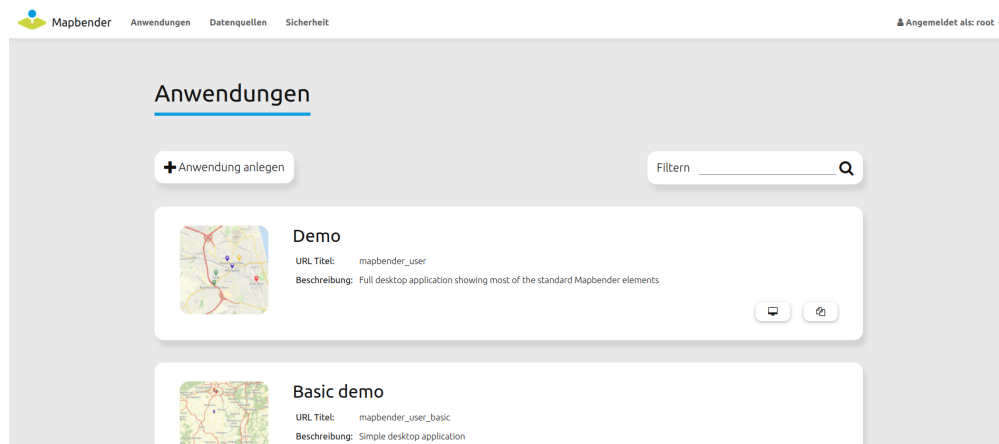 Mapbender Anwendungen Datenquellen Sicherheit Angemeldet als: root
Anwendungen
Anwendung anlegen Filtern
Demo
URL Titel: mapbender_user
Beschreibung: Full desktop application showing most of the standard Mapbender elements
Basic demo
URL Titel: mapbender_user_basic
Beschreibung: Simple desktop application